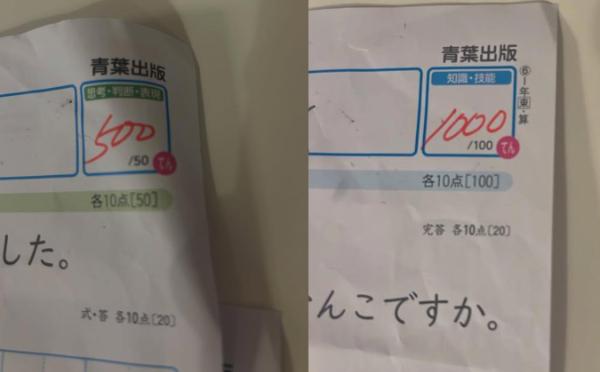 青葉出版
思考・判断・表現
500
/50 てん
各10点[50]
した。
式・答 各10点[20]
青葉出版
知識・技能
1000
/100 てん
⑥一年東・算
各10点[100]
完答 各10点[20]
んこですか。